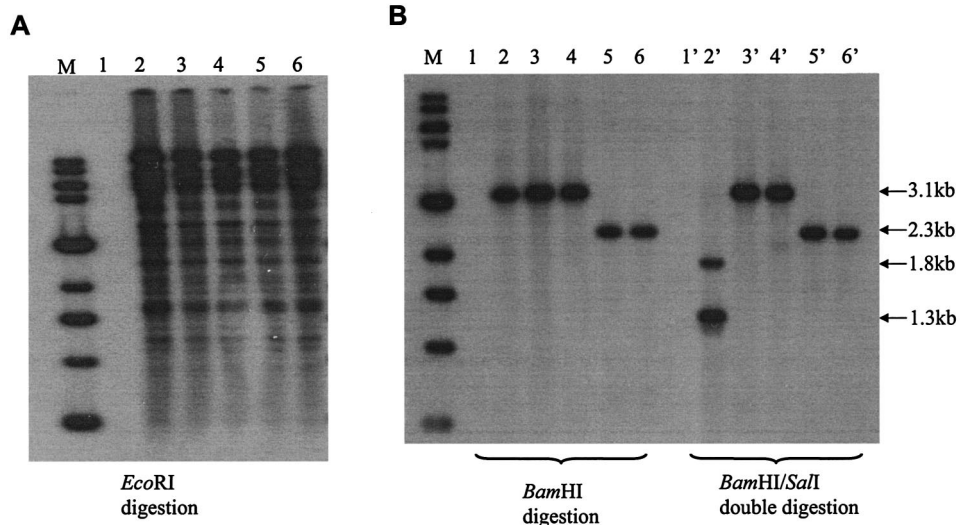 A
M 1 2 3 4 5 6
EcoRI
digestion
B
M 1 2 3 4 5 6 1’ 2’ 3’ 4’ 5’ 6’
3.1kb
2.3kb
1.8kb
1.3kb
BamHI
digestion
BamHI/SalI
double digestion